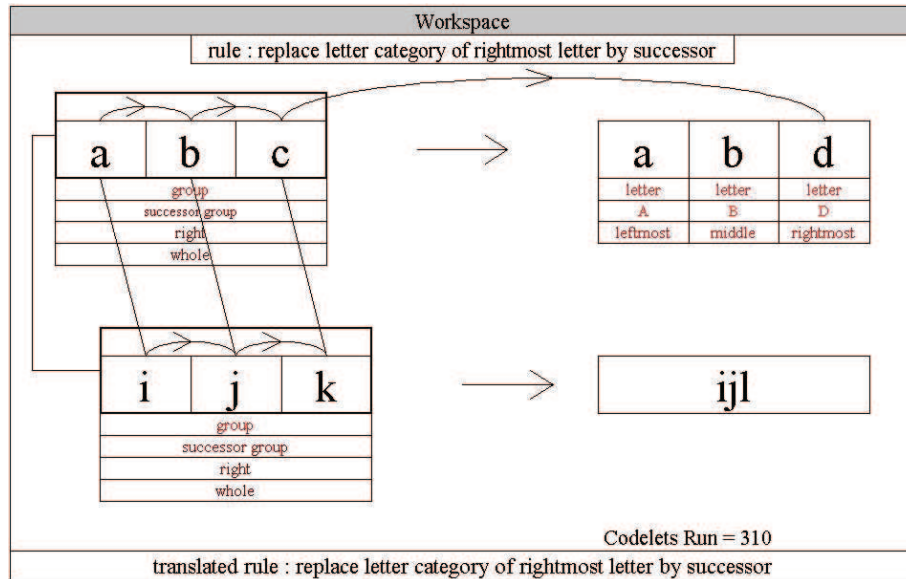 Workspace
rule : replace letter category of rightmost letter by successor
a b c
group
successor group
right
whole
a b d
letter letter letter
A B D
leftmost middle rightmost
i j k
group
successor group
right
whole
ijl
Codelets Run = 310
translated rule : replace letter category of rightmost letter by successor